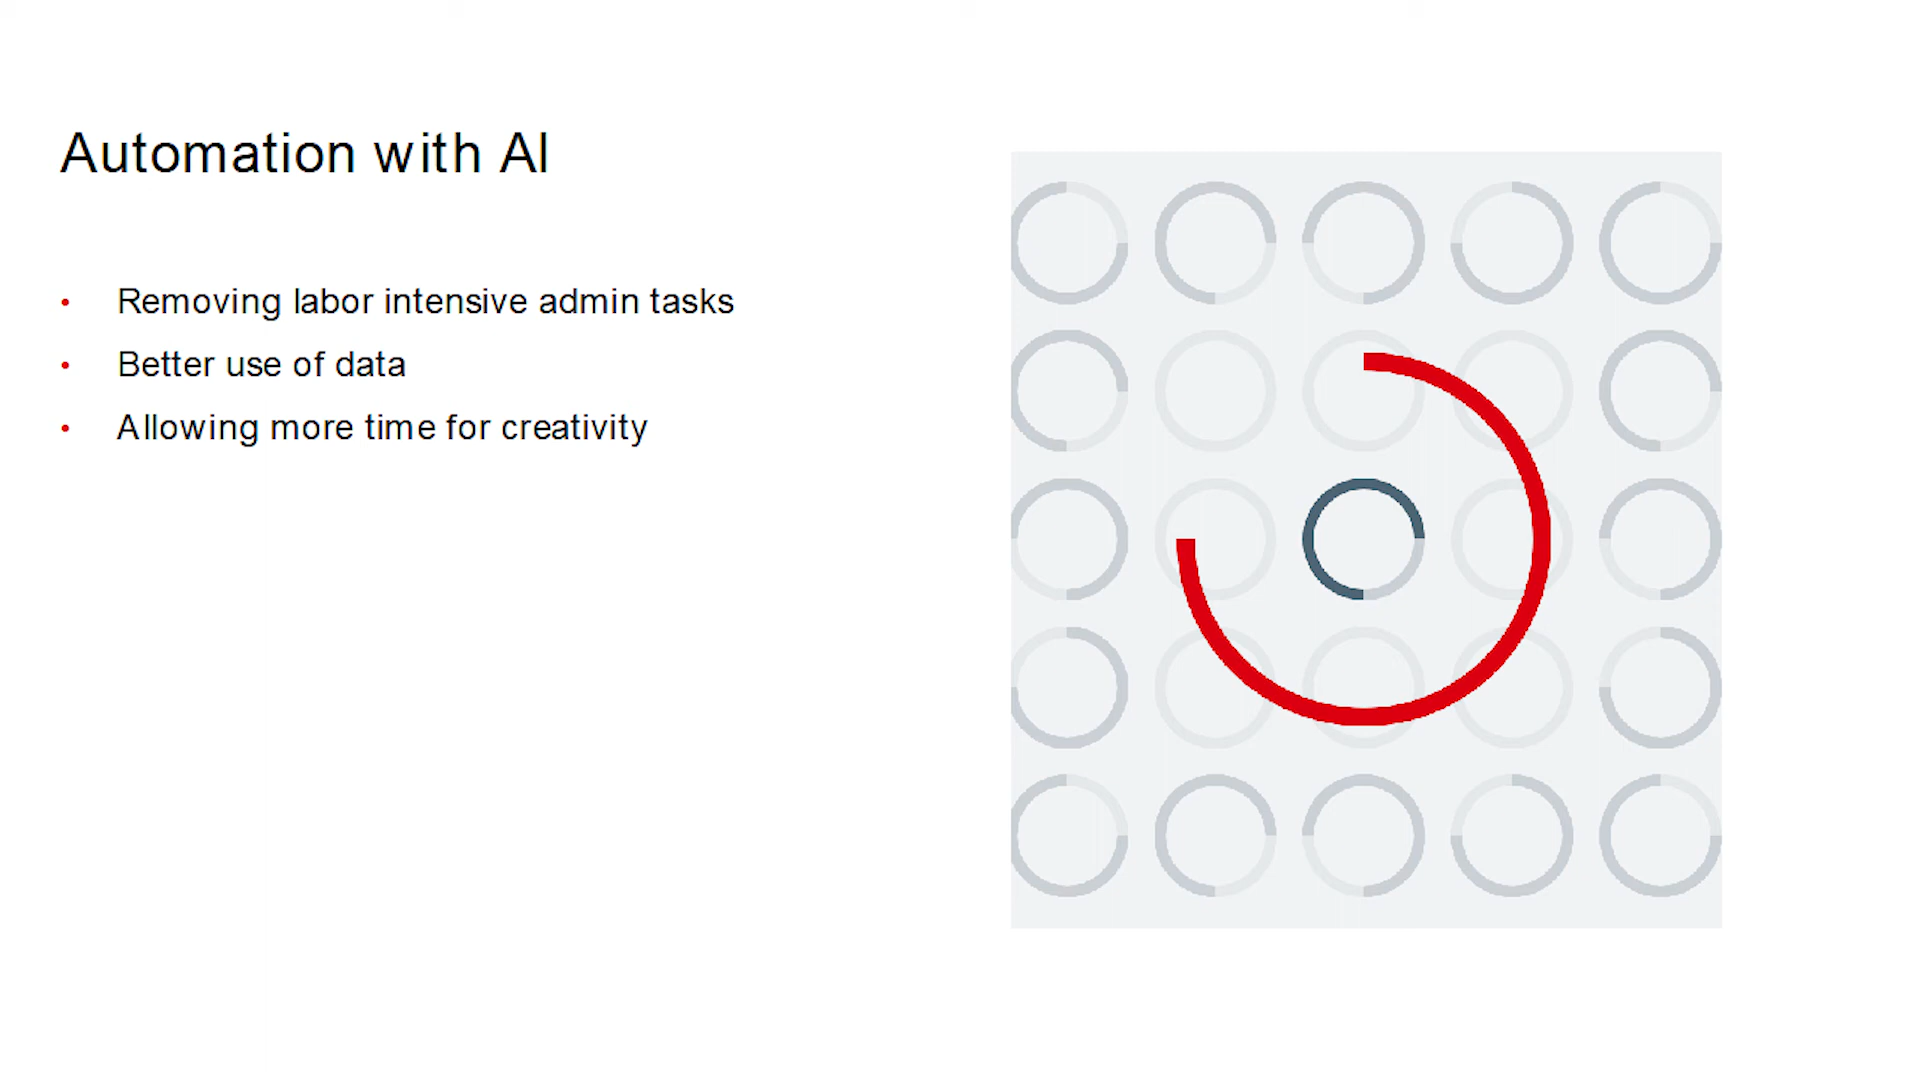 Automation with AI
• Removing labor intensive admin tasks
• Better use of data
• Allowing more time for creativity